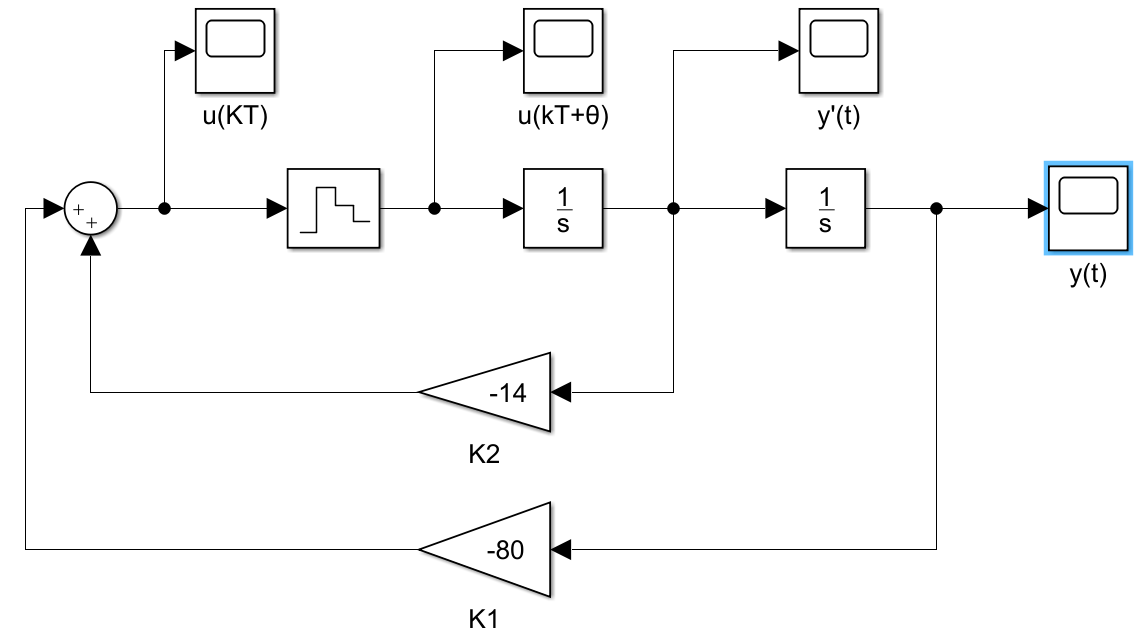 u(KT)
u(kT+θ)
y'(t)
+
+
1
s
1
s
y(t)
-14
K2
-80
K1